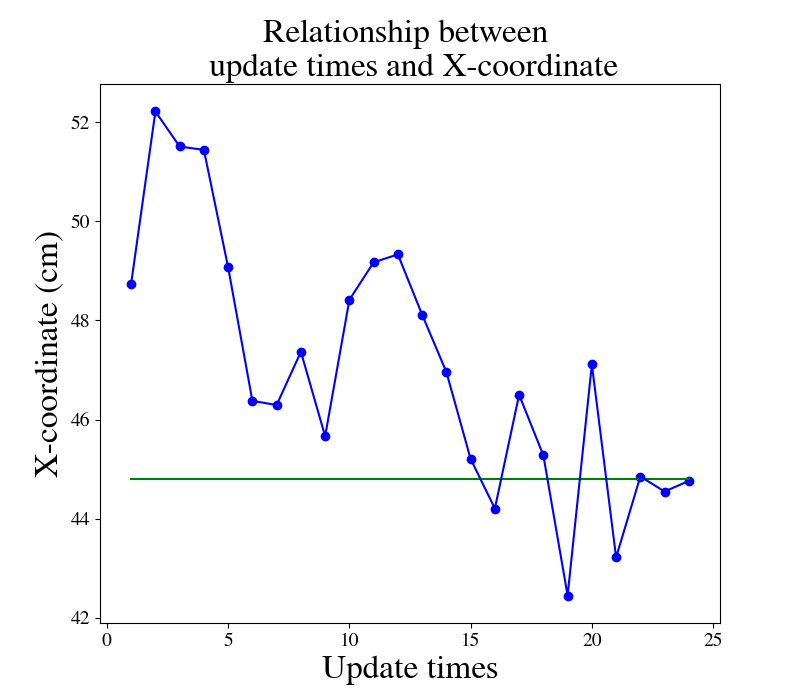 Relationship between
update times and X-coordinate
X-coordinate (cm)
52
50
48
46
44
42
0 5 10 15 20 25
Update times